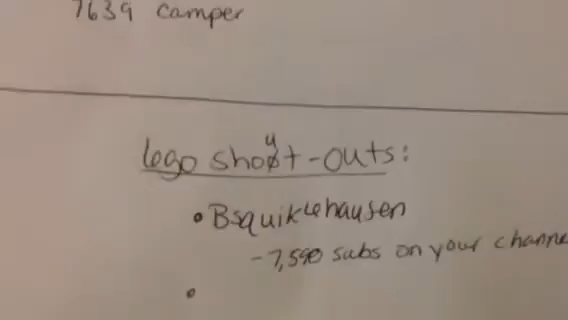 7639 camper
lego shout-outs:
• Bsquiklehausen
- 7,590 subs on your channe
•